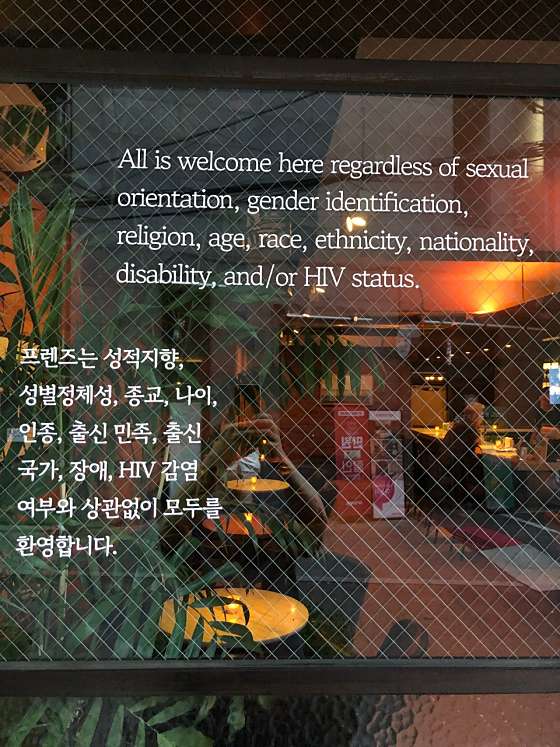 All is welcome here regardless of sexual
orientation, gender identification,
religion, age, race, ethnicity, nationality,
disability, and/or HIV status.
프렌즈는 성적지향,
성별정체성, 종교, 나이,
인종, 출신 민족, 출신
국가, 장애, HIV 감염
여부와 상관없이 모두를
환영합니다.